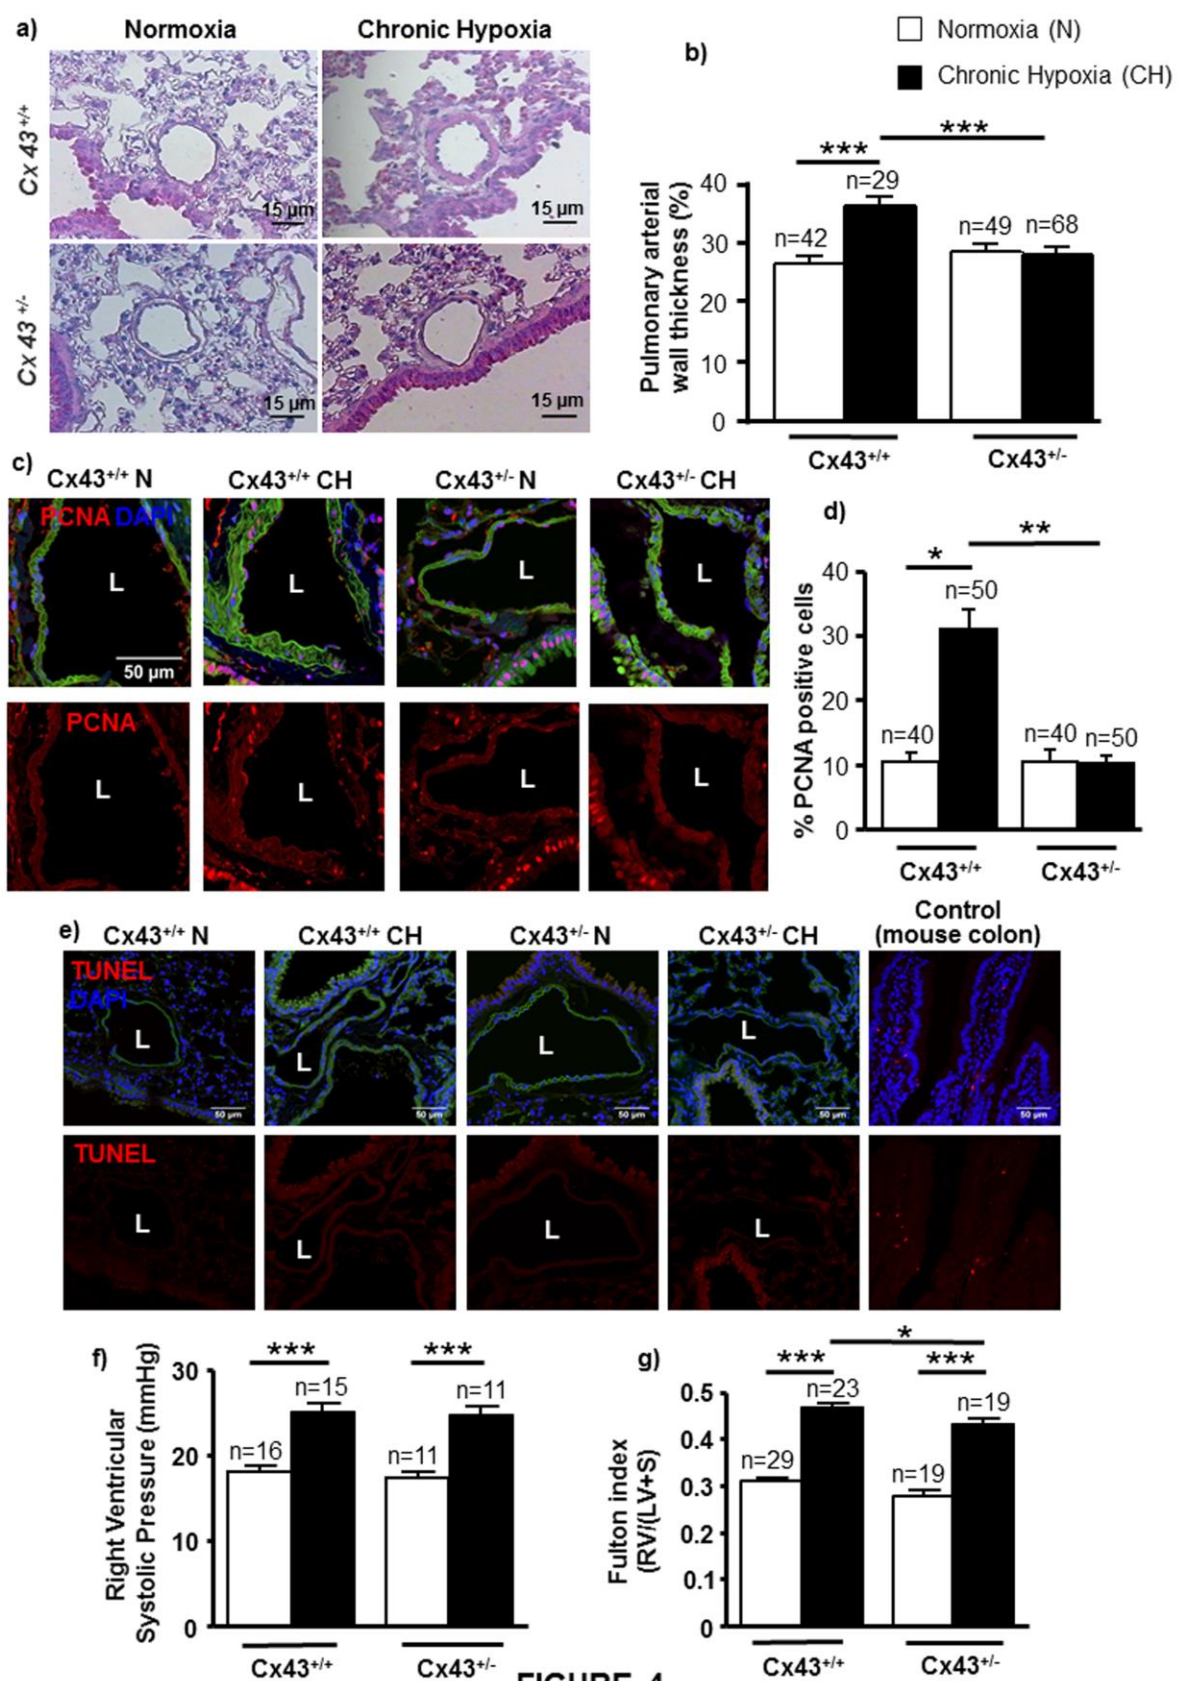 a)
Normoxia
Chronic Hypoxia
Cx 43+/+
15 µm
15 µm
Cx 43+/-
15 µm
15 µm
b)
Normoxia (N)
Chronic Hypoxia (CH)
Pulmonary arterial
wall thickness (%)
40
30
20
10
0
***
***
n=42
n=29
n=49
n=68
Cx43+/+
Cx43+/-
c)
Cx43+/+ N
Cx43+/+ CH
Cx43+/- N
Cx43+/- CH
PCNA DAPI
L
L
L
L
50 µm
PCNA
L
L
L
L
d)
% PCNA positive cells
40
30
20
10
0
*
**
n=40
n=50
n=40
n=50
Cx43+/+
Cx43+/-
e)
Cx43+/+ N
Cx43+/+ CH
Cx43+/- N
Cx43+/- CH
Control
(mouse colon)
TUNEL
DAPI
L
L
L
L
50 µm
50 µm
50 µm
50 µm
50 µm
TUNEL
L
L
L
L
f)
Right Ventricular
Systolic Pressure (mmHg)
30
20
10
0
***
***
n=16
n=15
n=11
n=11
Cx43+/+
Cx43+/-
g)
Fulton index
(RV/(LV+S)
0.5
0.4
0.3
0.2
0.1
0
***
*
***
n=29
n=23
n=19
n=19
Cx43+/+
Cx43+/-